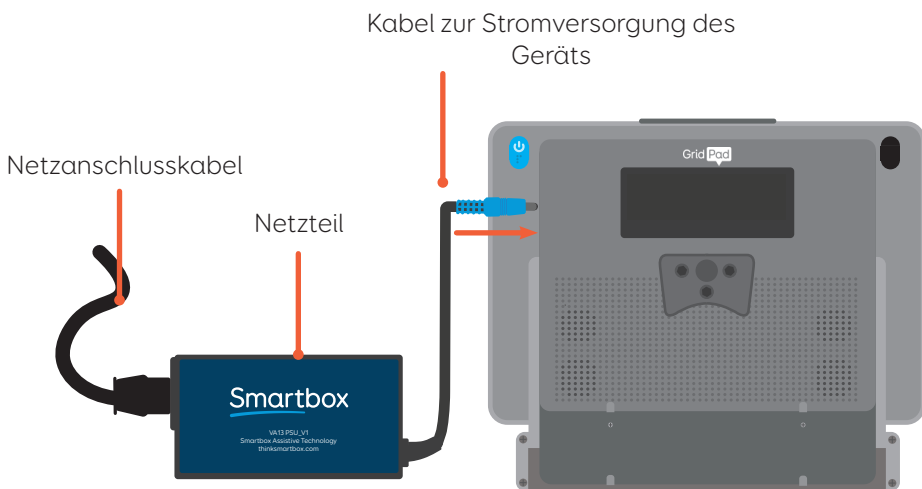 Kabel zur Stromversorgung des
Geräts
Netzanschlusskabel
Netzteil
Grid Pad
Smartbox
VA13 PSU_V1
Smartbox Assistive Technology
thinksmartbox.com